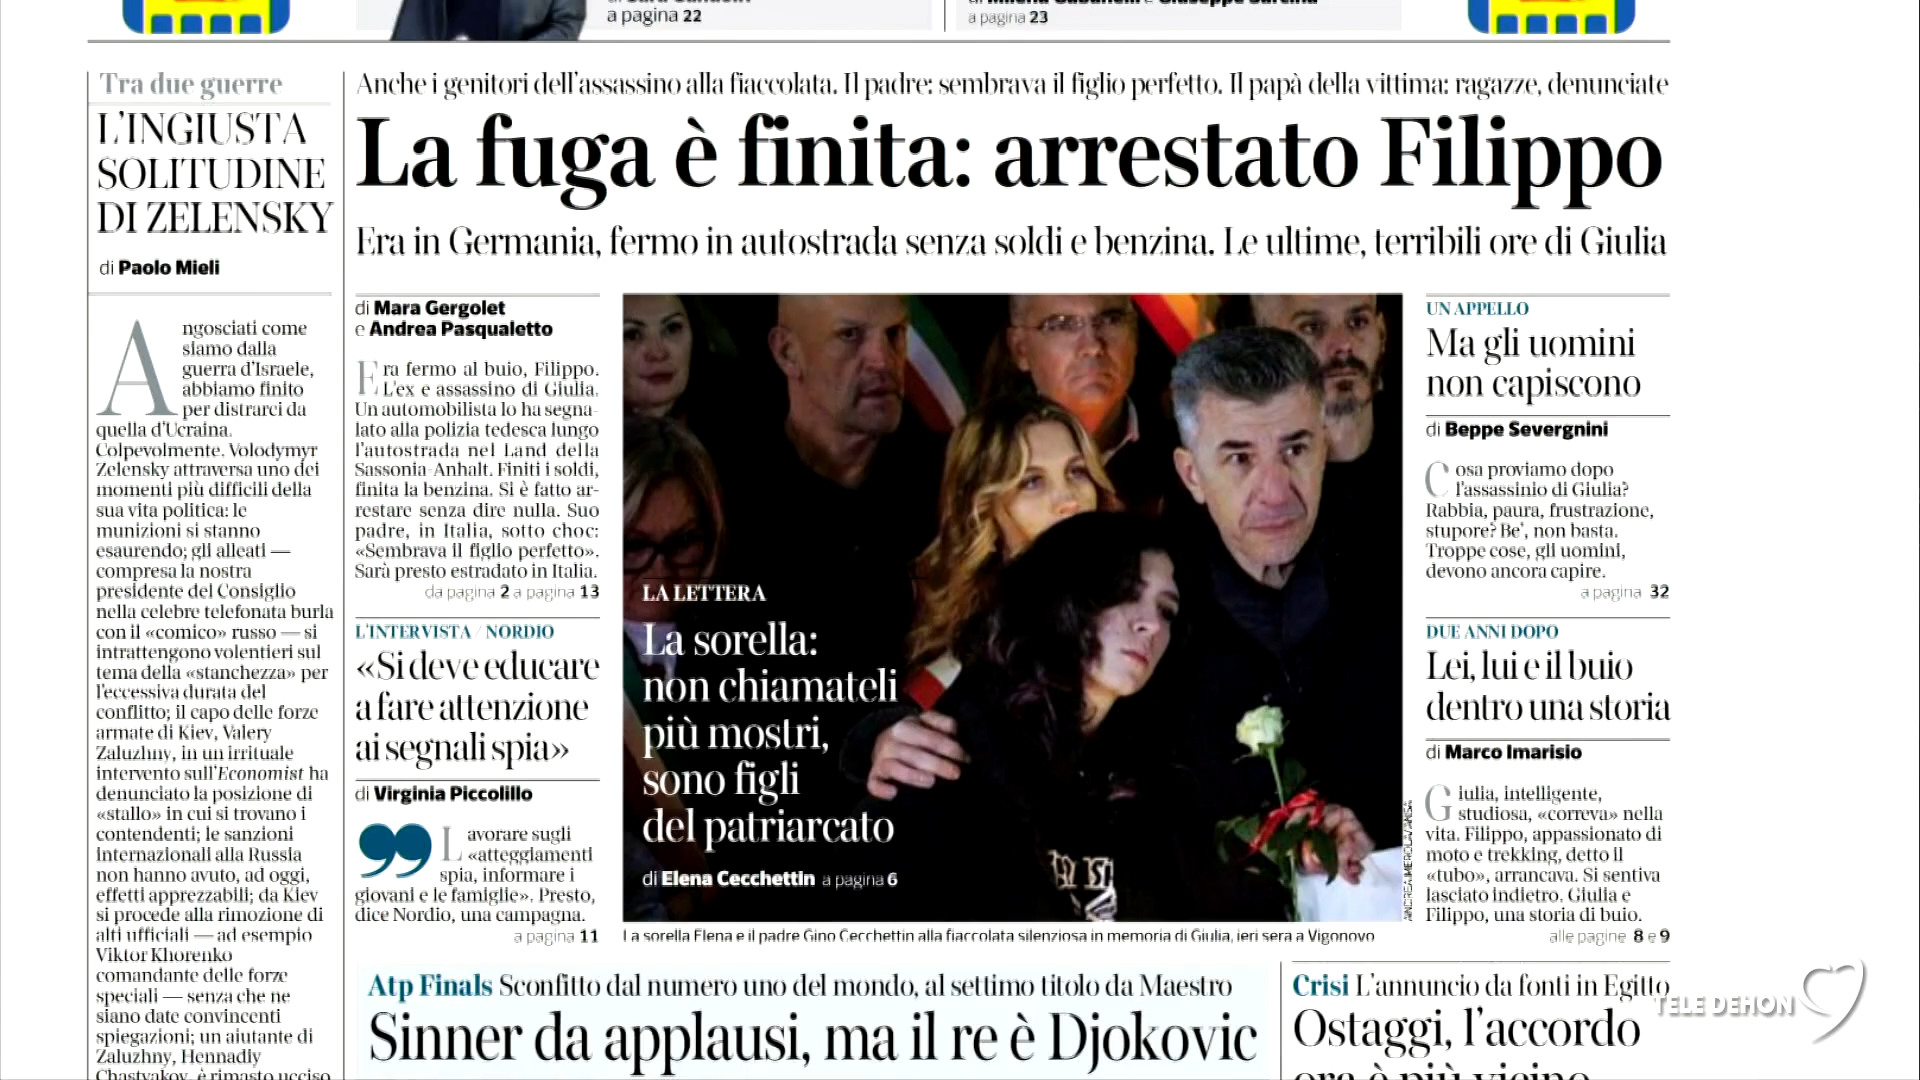 a pagina 22
a pagina 23
Tra due guerre
L'INGIUSTA
SOLITUDINE
DI ZELENSKY
di Paolo Mieli
Angosciati come
siamo dalla
guerra d'Israele,
abbiamo finito
per distrarci da
quella d'Ucraina.
Colpevolmente. Volodymyr
Zelensky attraversa uno dei
momenti più difficili della
sua vita politica: le
munizioni si stanno
esaurendo; gli alleati —
compresa la nostra
presidente del Consiglio
nella celebre telefonata burla
con il «comico» russo — si
intrattengono volentieri sul
tema della «stanchezza» per
l'eccessiva durata del
conflitto; il capo delle forze
armate di Kiev, Valery
Zaluzhny, in un irrituale
intervento sull'Economist ha
denunciato la posizione di
«stallo» in cui si trovano i
contendenti; le sanzioni
internazionali alla Russia
non hanno avuto, ad oggi,
effetti apprezzabili; da Kiev
si procede alla rimozione di
alti ufficiali — ad esempio
Viktor Khorenko
comandante delle forze
speciali — senza che ne
siano date convincenti
spiegazioni; un aiutante di
Zaluzhny, Hennadiy
Chastyakov, è rimasto ucciso
Anche i genitori dell'assassino alla fiaccolata. Il padre: sembrava il figlio perfetto. Il papà della vittima: ragazze, denunciate
La fuga è finita: arrestato Filippo
Era in Germania, fermo in autostrada senza soldi e benzina. Le ultime, terribili ore di Giulia
di Mara Gergolet
e Andrea Pasqualetto
Era fermo al buio, Filippo.
L'ex e assassino di Giulia.
Un automobilista lo ha segna-
lato alla polizia tedesca lungo
l'autostrada nel Land della
Sassonia-Anhalt. Finiti i soldi,
finita la benzina. Si è fatto ar-
restare senza dire nulla. Suo
padre, in Italia, sotto choc:
«Sembrava il figlio perfetto».
Sarà presto estradato in Italia.
da pagina 2 a pagina 13
L'INTERVISTA / NORDIO
«Si deve educare
a fare attenzione
ai segnali spia»
di Virginia Piccolillo
Lavorare sugli
«atteggiamenti
spia, informare i
giovani e le famiglie». Presto,
dice Nordio, una campagna.
a pagina 11
LA LETTERA
La sorella:
non chiamateli
più mostri,
sono figli
del patriarcato
di Elena Cecchettin a pagina 6
La sorella Elena e il padre Gino Cecchettin alla fiaccolata silenziosa in memoria di Giulia, ieri sera a Vigonovo
UN APPELLO
Ma gli uomini
non capiscono
di Beppe Severgnini
Cosa proviamo dopo
l'assassinio di Giulia?
Rabbia, paura, frustrazione,
stupore? Be', non basta.
Troppe cose, gli uomini,
devono ancora capire.
a pagina 32
DUE ANNI DOPO
Lei, lui e il buio
dentro una storia
di Marco Imarisio
Giulia, intelligente,
studiosa, «correva» nella
vita. Filippo, appassionato di
moto e trekking, detto il
«tubo», arrancava. Si sentiva
lasciato indietro. Giulia e
Filippo, una storia di buio.
alle pagine 8 e 9
Atp Finals Sconfitto dal numero uno del mondo, al settimo titolo da Maestro
Sinner da applausi, ma il re è Djokovic
Crisi L'annuncio da fonti in Egitto
Ostaggi, l'accordo
ora è più vicino
TELE DEHON